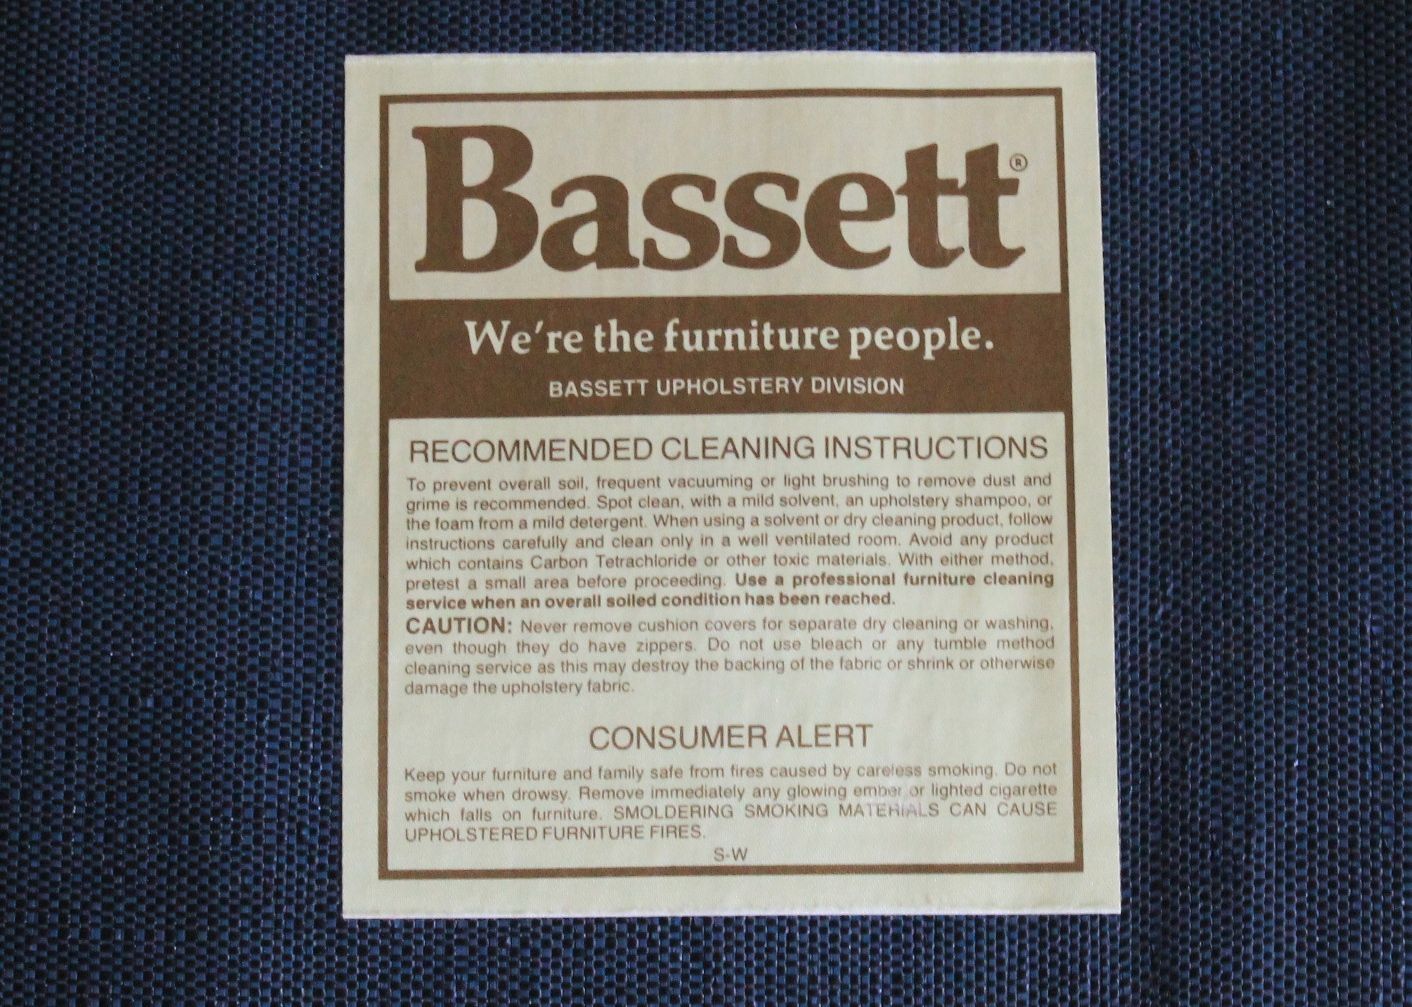 Bassett®
We're the furniture people.
BASSETT UPHOLSTERY DIVISION
RECOMMENDED CLEANING INSTRUCTIONS
To prevent overall soil, frequent vacuuming or light brushing to remove dust and
grime is recommended. Spot clean, with a mild solvent, an upholstery shampoo, or
the foam from a mild detergent. When using a solvent or dry cleaning product, follow
instructions carefully and clean only in a well ventilated room. Avoid any product
which contains Carbon Tetrachloride or other toxic materials. With either method,
pretest a small area before proceeding. Use a professional furniture cleaning
service when an overall soiled condition has been reached.
CAUTION: Never remove cushion covers for separate dry cleaning or washing,
even though they do have zippers. Do not use bleach or any tumble method
cleaning service as this may destroy the backing of the fabric or shrink or otherwise
damage the upholstery fabric.
CONSUMER ALERT
Keep your furniture and family safe from fires caused by careless smoking. Do not
smoke when drowsy. Remove immediately any glowing ember or lighted cigarette
which falls on furniture. SMOLDERING SMOKING MATERIALS CAN CAUSE
UPHOLSTERED FURNITURE FIRES.
S-W